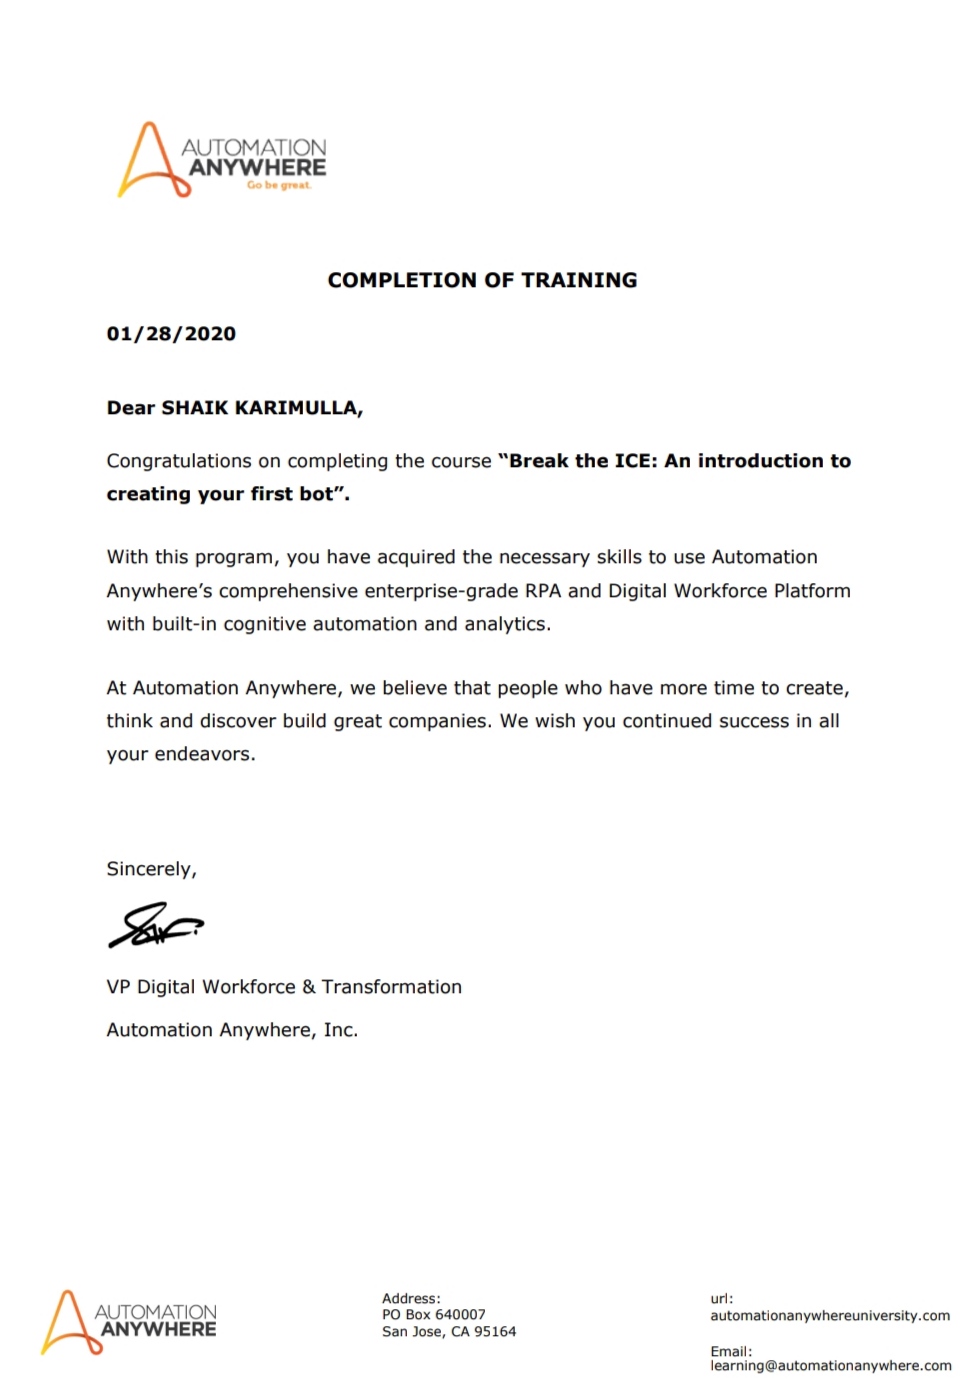 AUTOMATION
ANYWHERE
Go be great.
COMPLETION OF TRAINING
01/28/2020
Dear SHAIK KARIMULLA,
Congratulations on completing the course “Break the ICE: An introduction to
creating your first bot”.
With this program, you have acquired the necessary skills to use Automation
Anywhere’s comprehensive enterprise-grade RPA and Digital Workforce Platform
with built-in cognitive automation and analytics.
At Automation Anywhere, we believe that people who have more time to create,
think and discover build great companies. We wish you continued success in all
your endeavors.
Sincerely,
VP Digital Workforce & Transformation
Automation Anywhere, Inc.
AUTOMATION
ANYWHERE
Address:
PO Box 640007
San Jose, CA 95164
url:
automationanywhereuniversity.com
Email:
learning@automationanywhere.com